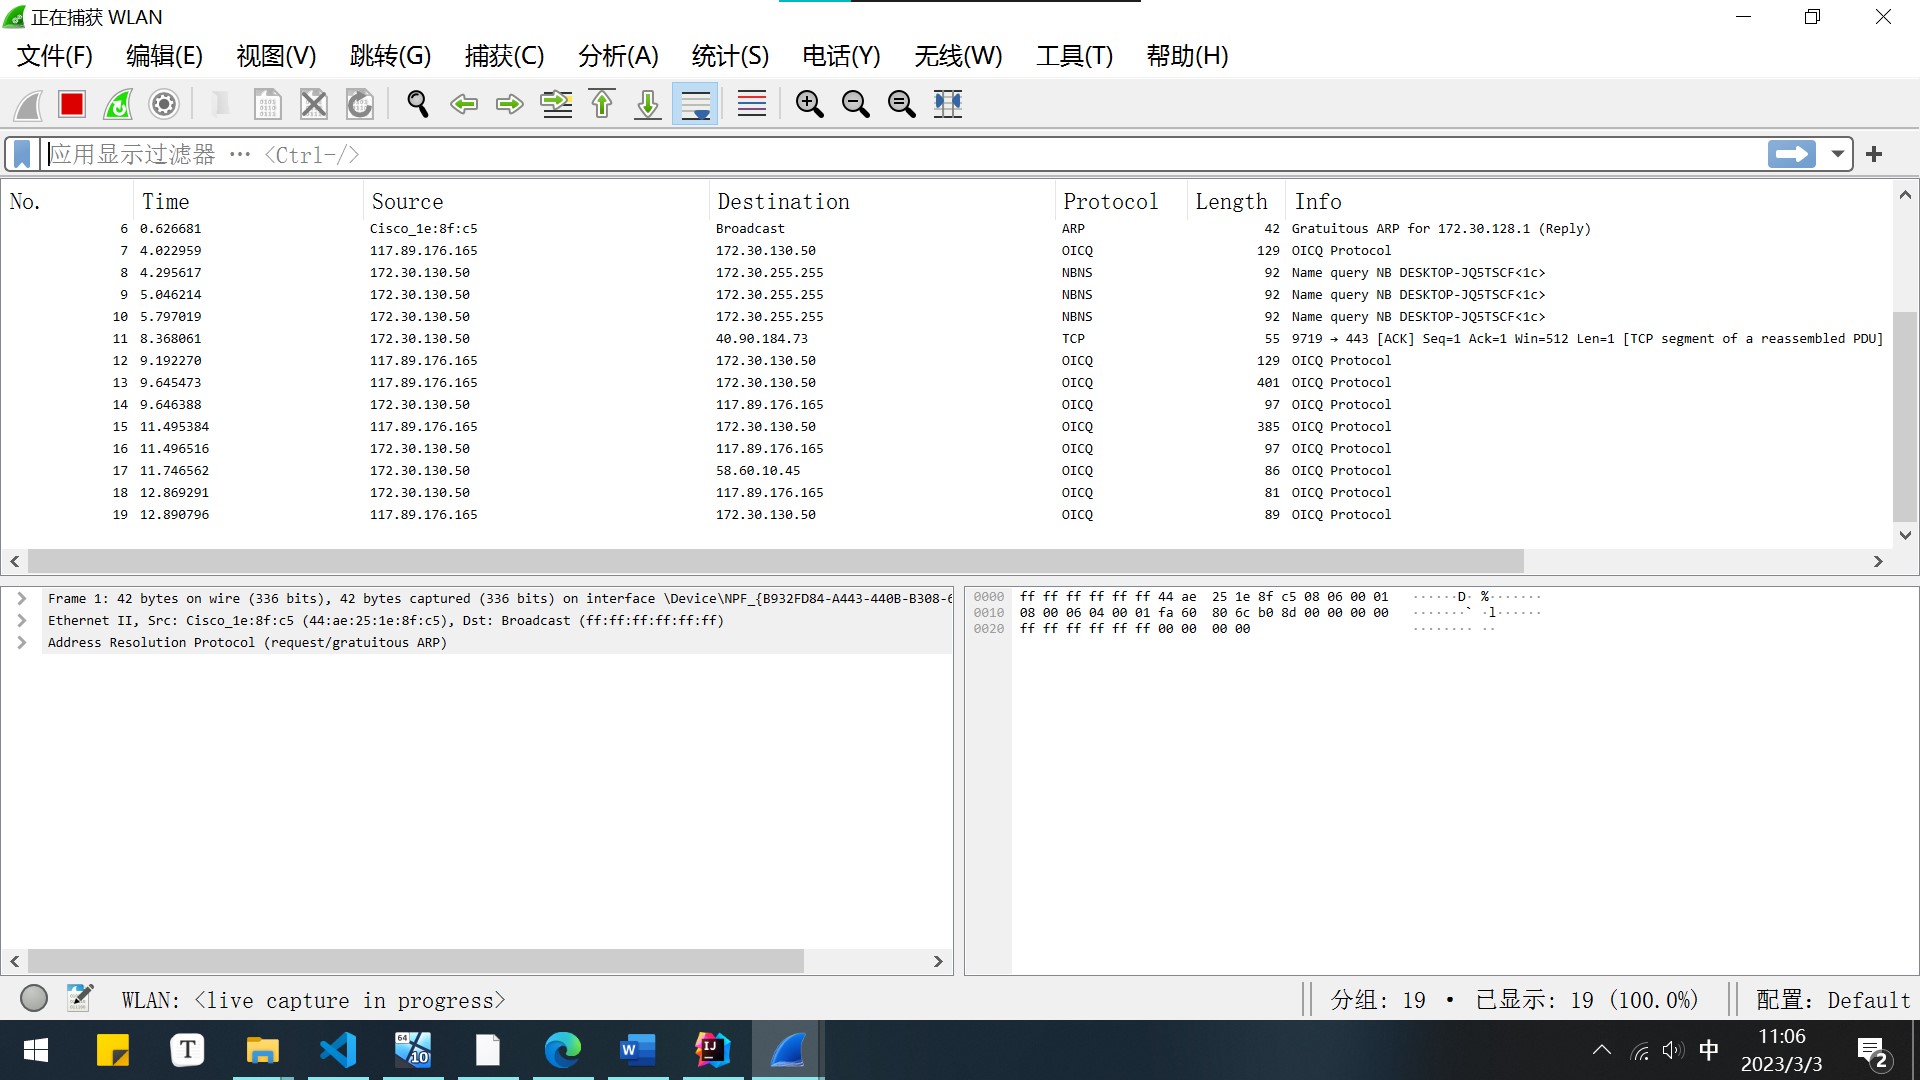 正在捕获 WLAN
文件(F) 编辑(E) 视图(V) 跳转(G) 捕获(C) 分析(A) 统计(S) 电话(Y) 无线(W) 工具(T) 帮助(H)
应用显示过滤器 … <Ctrl-/>
No. Time Source Destination Protocol Length Info
6 0.626681 Cisco_1e:8f:c5 Broadcast ARP 42 Gratuitous ARP for 172.30.128.1 (Reply)
7 4.022959 117.89.176.165 172.30.130.50 OICQ 129 OICQ Protocol
8 4.295617 172.30.130.50 172.30.255.255 NBNS 92 Name query NB DESKTOP-JQ5TSCF<1c>
9 5.046214 172.30.130.50 172.30.255.255 NBNS 92 Name query NB DESKTOP-JQ5TSCF<1c>
10 5.797019 172.30.130.50 172.30.255.255 NBNS 92 Name query NB DESKTOP-JQ5TSCF<1c>
11 8.368061 172.30.130.50 40.90.184.73 TCP 55 9719 → 443 [ACK] Seq=1 Ack=1 Win=512 Len=1 [TCP segment of a reassembled PDU]
12 9.192270 117.89.176.165 172.30.130.50 OICQ 129 OICQ Protocol
13 9.645473 117.89.176.165 172.30.130.50 OICQ 401 OICQ Protocol
14 9.646388 172.30.130.50 117.89.176.165 OICQ 97 OICQ Protocol
15 11.495384 117.89.176.165 172.30.130.50 OICQ 385 OICQ Protocol
16 11.496516 172.30.130.50 117.89.176.165 OICQ 97 OICQ Protocol
17 11.746562 172.30.130.50 58.60.10.45 OICQ 86 OICQ Protocol
18 12.869291 172.30.130.50 117.89.176.165 OICQ 81 OICQ Protocol
19 12.890796 117.89.176.165 172.30.130.50 OICQ 89 OICQ Protocol
Frame 1: 42 bytes on wire (336 bits), 42 bytes captured (336 bits) on interface \Device\NPF_{B932FD84-A443-440B-B308-6
Ethernet II, Src: Cisco_1e:8f:c5 (44:ae:25:1e:8f:c5), Dst: Broadcast (ff:ff:ff:ff:ff:ff)
Address Resolution Protocol (request/gratuitous ARP)
0000 ff ff ff ff ff ff 44 ae 25 1e 8f c5 08 06 00 01 ······D· %·······
0010 08 00 06 04 00 01 fa 60 80 6c b0 8d 00 00 00 00 ·······` ·l······
0020 ff ff ff ff ff ff 00 00 00 00 ········ ··
WLAN: <live capture in progress>
分组: 19 · 已显示: 19 (100.0%)
配置: Default
T
64
10
W
IJ
中
11:06
2023/3/3
2